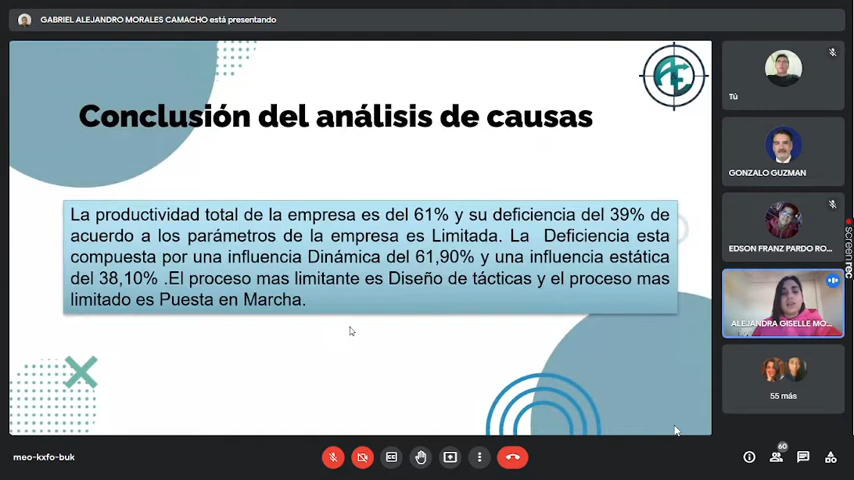 GABRIEL ALEJANDRO MORALES CAMACHO está presentando
Conclusión del análisis de causas
La productividad total de la empresa es del 61% y su deficiencia del 39% de
acuerdo a los parámetros de la empresa es Limitada. La Deficiencia esta
compuesta por una influencia Dinámica del 61,90% y una influencia estática
del 38,10% .El proceso mas limitante es Diseño de tácticas y el proceso mas
limitado es Puesta en Marcha.
AE
Tú
GONZALO GUZMAN
EDSON FRANZ PARDO RO...
ALEJANDRA GISELLE MO...
55 más
screenrec
meo-kxfo-buk
60